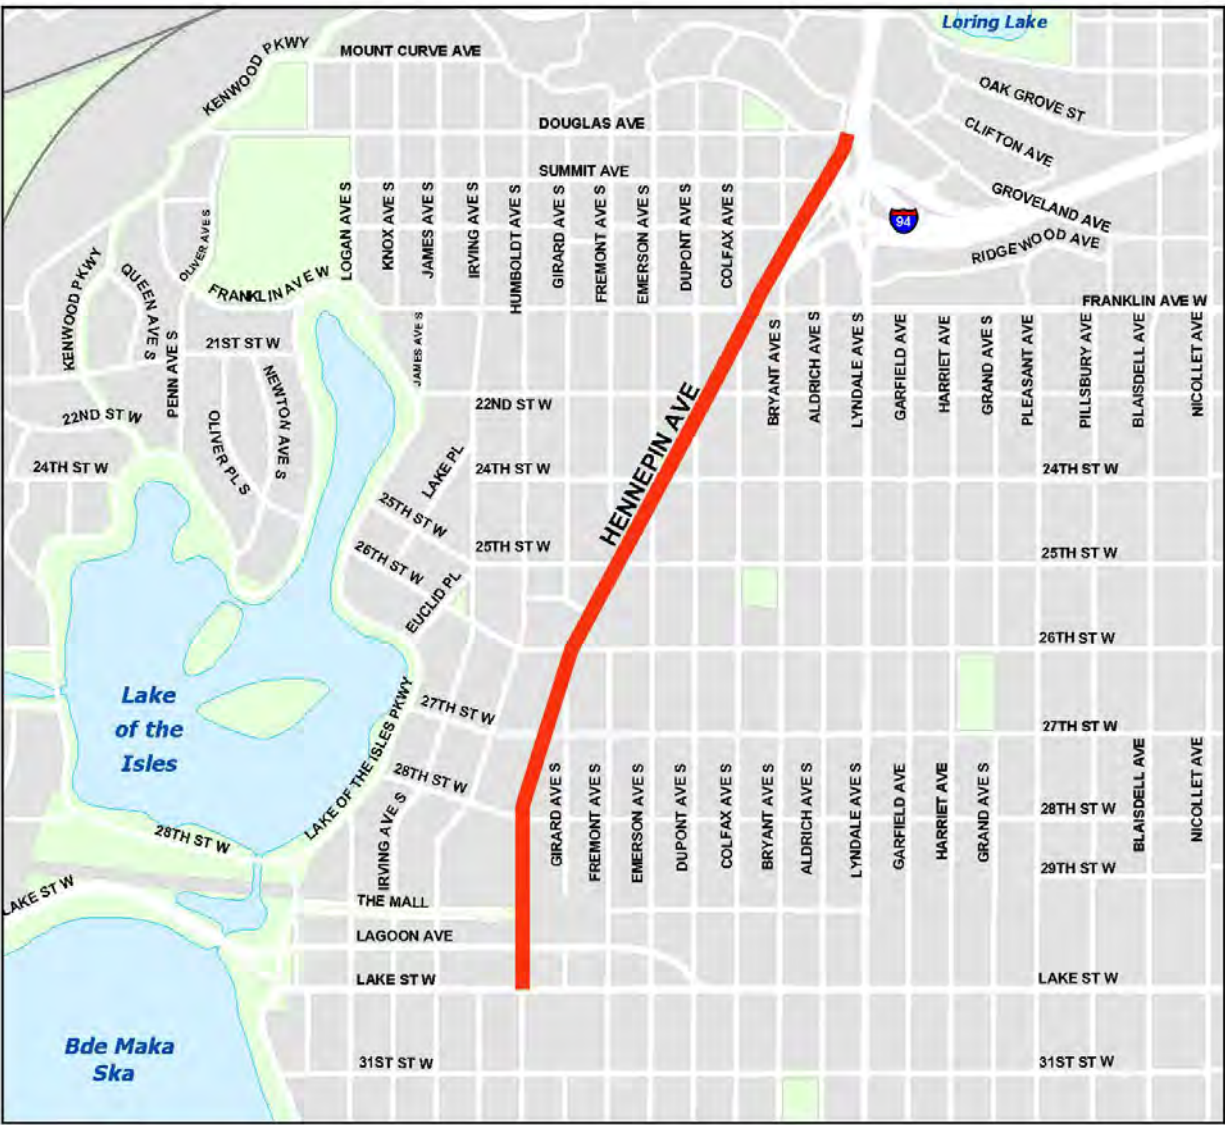 Loring Lake
KENWOOD PKWY
MOUNT CURVE AVE
OAK GROVE ST
DOUGLAS AVE
CLIFTON AVE
SUMMIT AVE
GROVELAND AVE
94
RIDGEWOOD AVE
LOGAN AVE S
KNOX AVE S
JAMES AVE S
IRVING AVE S
HUMBOLDT AVE S
GIRARD AVE S
FREMONT AVE S
EMERSON AVE S
DUPONT AVE S
COLFAX AVE S
OLIVER AVE S
KENWOOD PKWY
QUEEN AVE S
FRANKLIN AVE W
FRANKLIN AVE W
PENN AVE S
21ST ST W
JAMES AVE S
NEWTON AVE S
OLIVER PL S
BRYANT AVE S
ALDRICH AVE S
LYNDALE AVE S
GARFIELD AVE
HARRIET AVE
GRAND AVE S
PLEASANT AVE
PILLSBURY AVE
BLAISDELL AVE
NICOLLET AVE
22ND ST W
22ND ST W
HENNEPIN AVE
24TH ST W
LAKE PL
24TH ST W
24TH ST W
25TH ST W
25TH ST W
25TH ST W
26TH ST W
EUCLID PL
26TH ST W
Lake
of the
Isles
27TH ST W
27TH ST W
LAKE OF THE ISLES PKWY
28TH ST W
28TH ST W
28TH ST W
IRVING AVE S
GIRARD AVE S
FREMONT AVE S
EMERSON AVE S
DUPONT AVE S
COLFAX AVE S
BRYANT AVE S
ALDRICH AVE S
LYNDALE AVE S
GARFIELD AVE
HARRIET AVE
GRAND AVE S
BLAISDELL AVE
NICOLLET AVE
29TH ST W
LAKE ST W
THE MALL
LAGOON AVE
LAKE ST W
LAKE ST W
Bde Maka
Ska
31ST ST W
31ST ST W